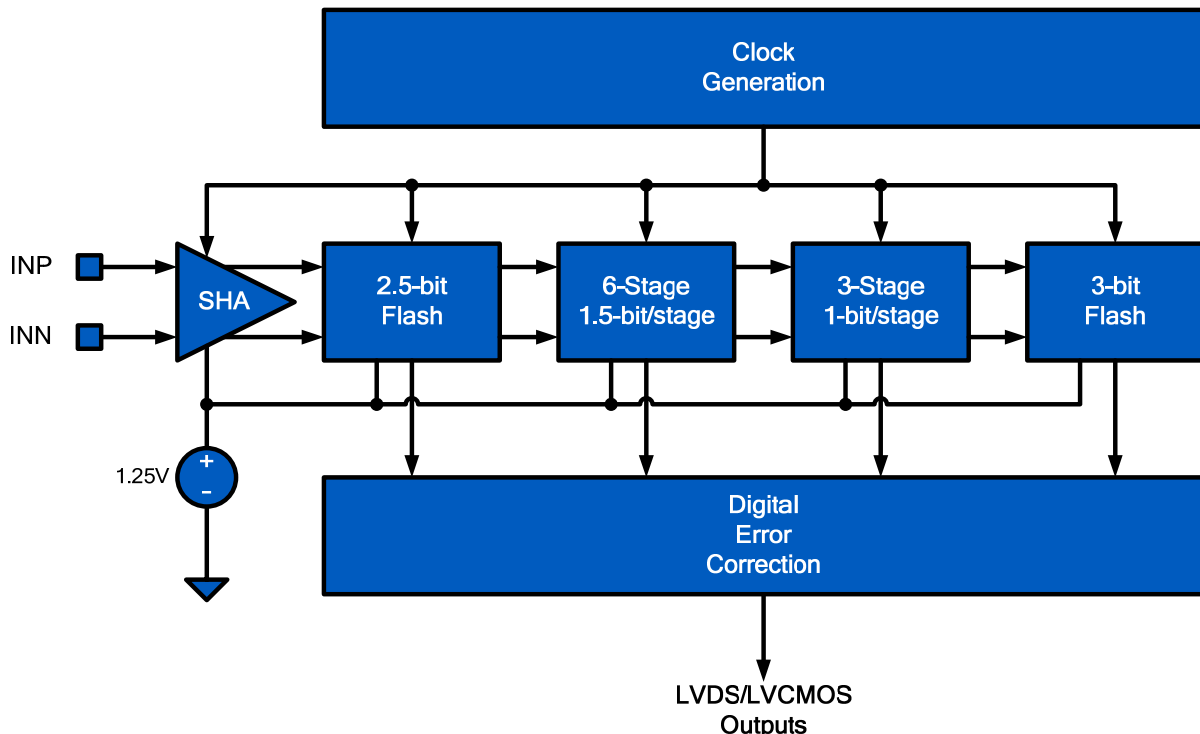 Clock
Generation
INP
INN
SHA
2.5-bit
Flash
6-Stage
1.5-bit/stage
3-Stage
1-bit/stage
3-bit
Flash
1.25V
+
-
Digital
Error
Correction
LVDS/LVCMOS
Outputs